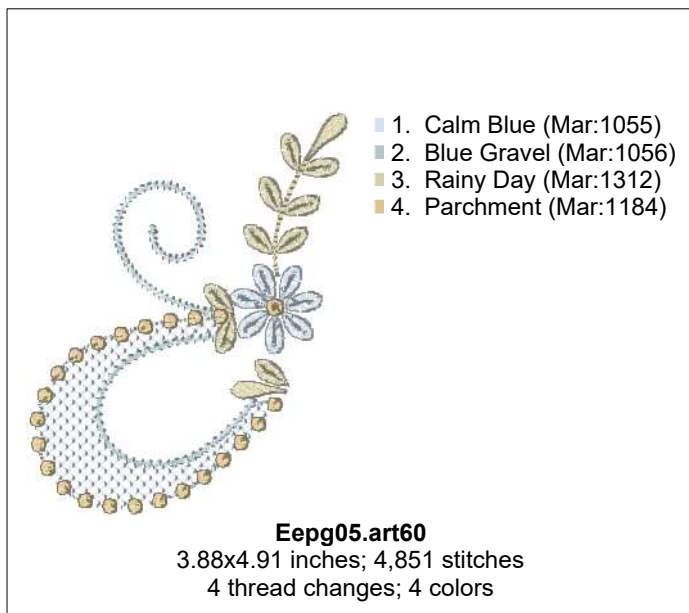 1. Calm Blue (Mar:1055)
2. Blue Gravel (Mar:1056)
3. Rainy Day (Mar:1312)
4. Parchment (Mar:1184)
Eepg05.art60
3.88x4.91 inches; 4,851 stitches
4 thread changes; 4 colors